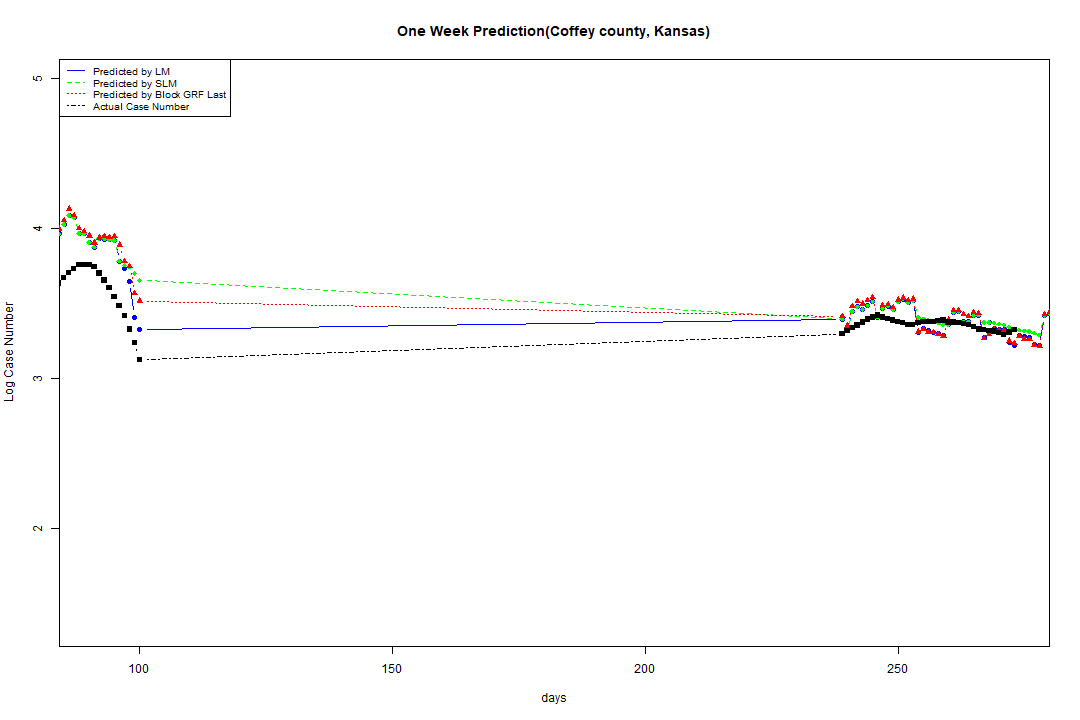 One Week Prediction(Coffey county, Kansas)
Predicted by LM
Predicted by SLM
Predicted by Block GRF Last
Actual Case Number
5
4
3
2
Log Case Number
100
150
200
250
days